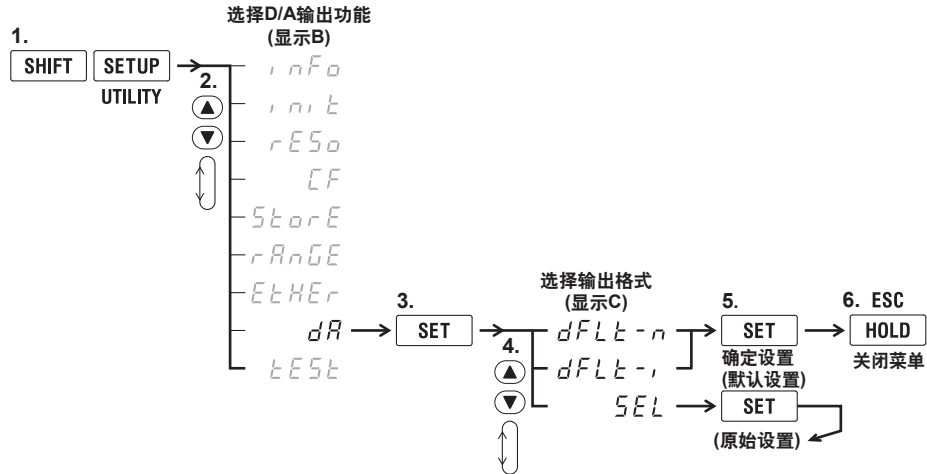 选择D/A输出功能
(显示B)
1.
SHIFT SETUP
UTILITY
2.
inFo
init
rESo
CF
StorE
rAnGE
EtHEr
dA
tESt
3.
SET
选择输出格式
(显示C)
4.
dFLt-n
dFLt-i
SEL
5.
SET
确定设置
(默认设置)
SET
(原始设置)
6. ESC
HOLD
关闭菜单